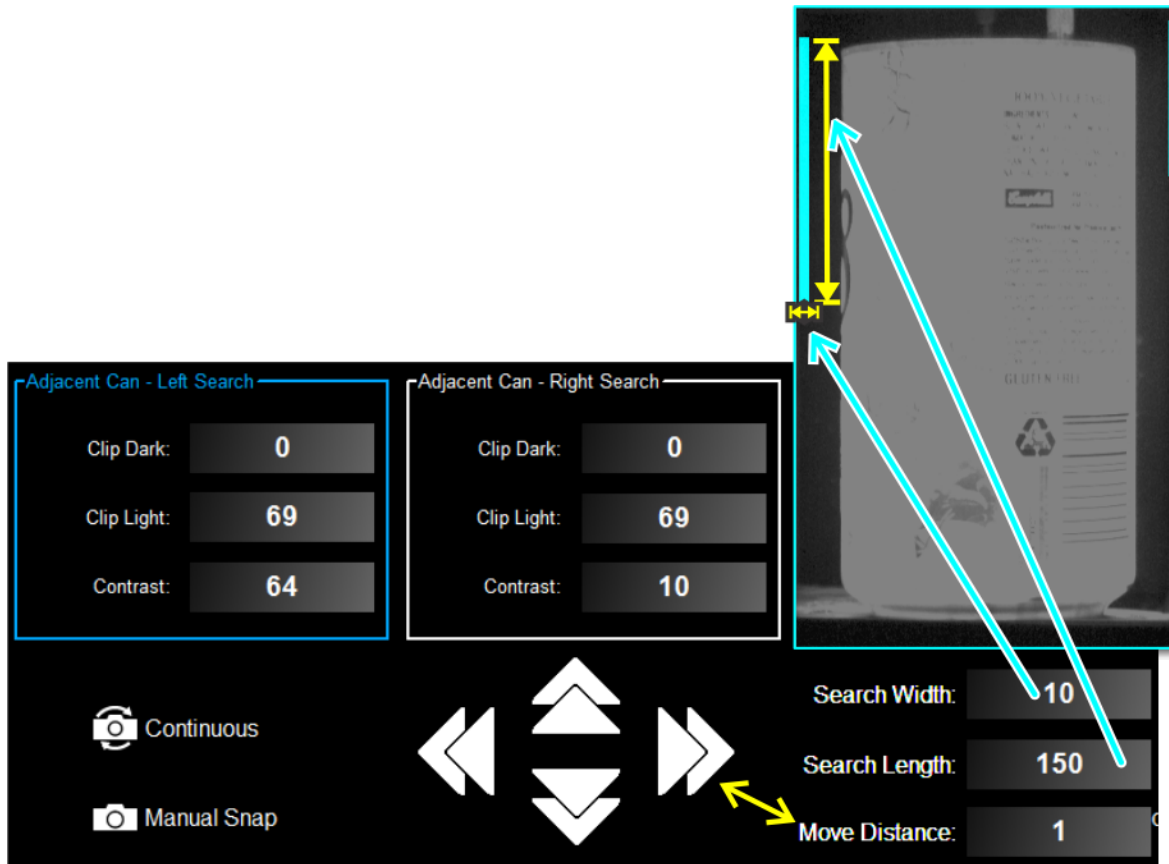 GLUTEN FREE
Adjacent Can - Left Search
Clip Dark: 0
Clip Light: 69
Contrast: 64
Adjacent Can - Right Search
Clip Dark: 0
Clip Light: 69
Contrast: 10
Continuous
Manual Snap
Search Width: 10
Search Length: 150
Move Distance: 1